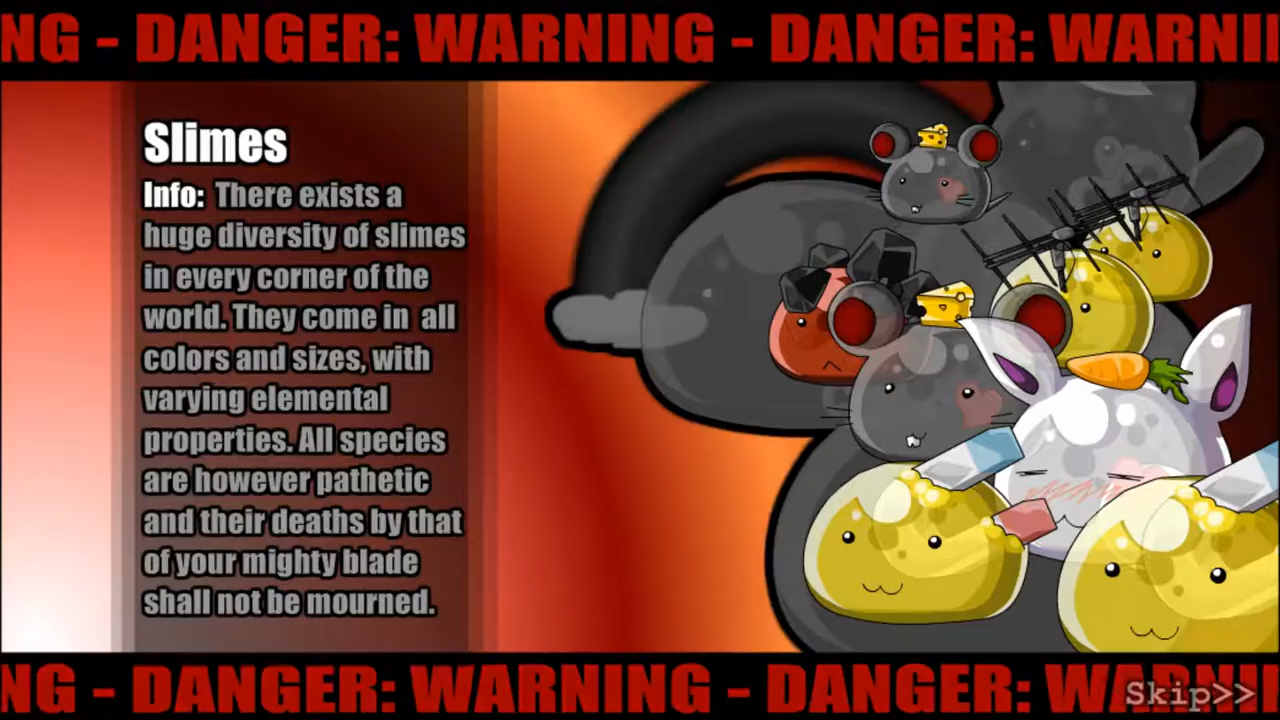 NG - DANGER: WARNING - DANGER: WARNI
Slimes
Info: There exists a
huge diversity of slimes
in every corner of the
world. They come in all
colors and sizes, with
varying elemental
properties. All species
are however pathetic
and their deaths by that
of your mighty blade
shall not be mourned.
NG - DANGER: WARNING - DANGER: WARNI
Skip>>